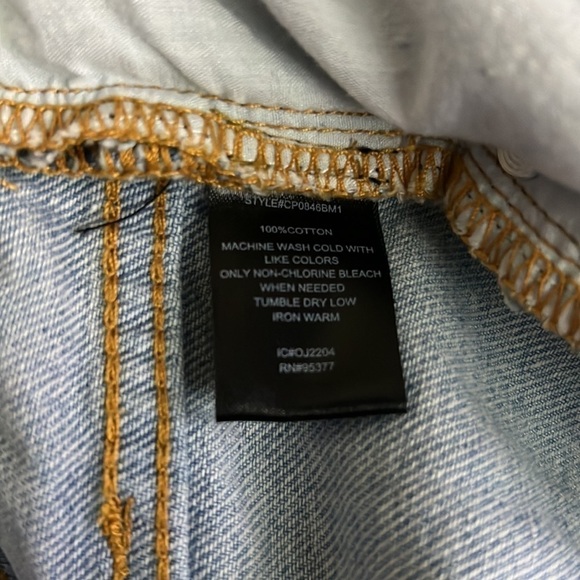 STYLE#CP0846BM1
100%COTTON
MACHINE WASH COLD WITH
LIKE COLORS
ONLY NON-CHLORINE BLEACH
WHEN NEEDED
TUMBLE DRY LOW
IRON WARM
IC#OJ2204
RN#95377